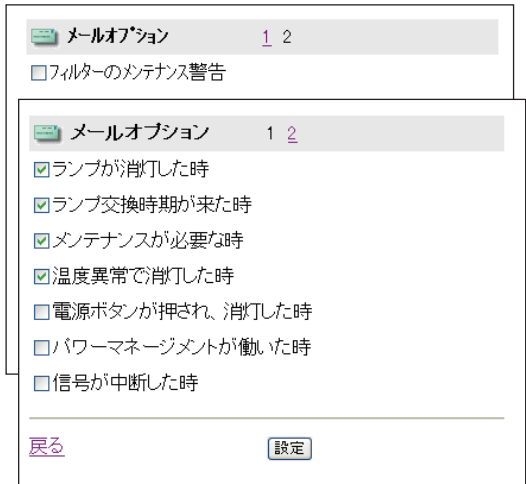 メールオプション 1 2
フィルターのメンテナンス警告
メールオプション 1 2
ランプが消灯した時
ランプ交換時期が来た時
メンテナンスが必要な時
温度異常で消灯した時
電源ボタンが押され、消灯した時
パワーマネージメントが働いた時
信号が中断した時
戻る 設定